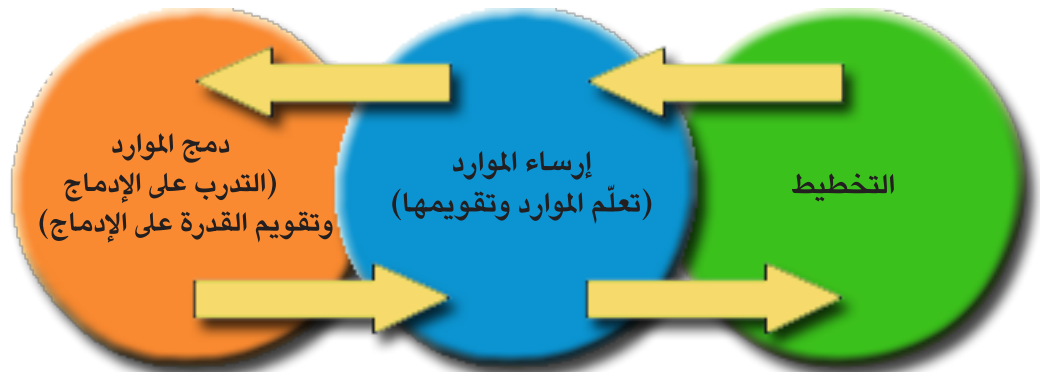 التخطيط
إرساء الموارد
(تعلّم الموارد وتقويمها)
دمج الموارد
(التدرب على الإدماج
وتقويم القدرة على الإدماج)